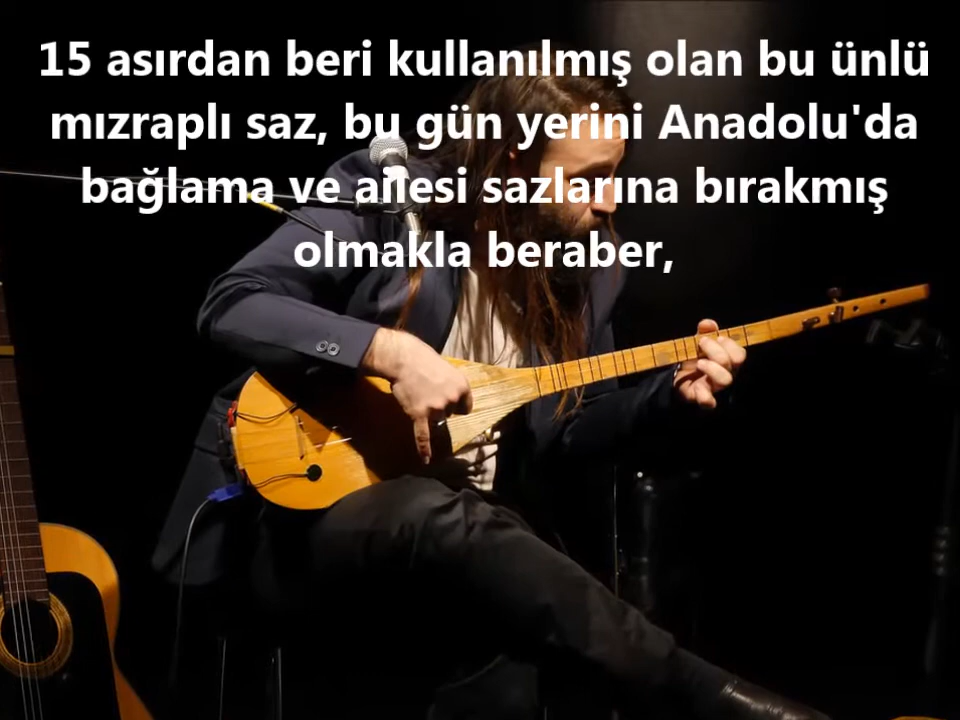 15 asırdan beri kullanılmış olan bu ünlü
mızraplı saz, bu gün yerini Anadolu'da
bağlama ve ailesi sazlarına bırakmış
olmakla beraber,